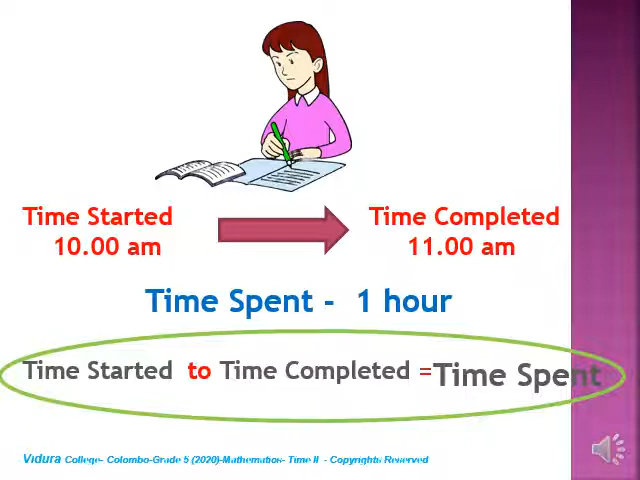 Time Started
Time Completed
10.00 am
11.00 am
Time Spent - 1 hour
Time Started to Time Completed =Time Spent
Vidura College- Colombo-Grade 5 (2020)-Mathematics- Time II - Copyrights Reserved